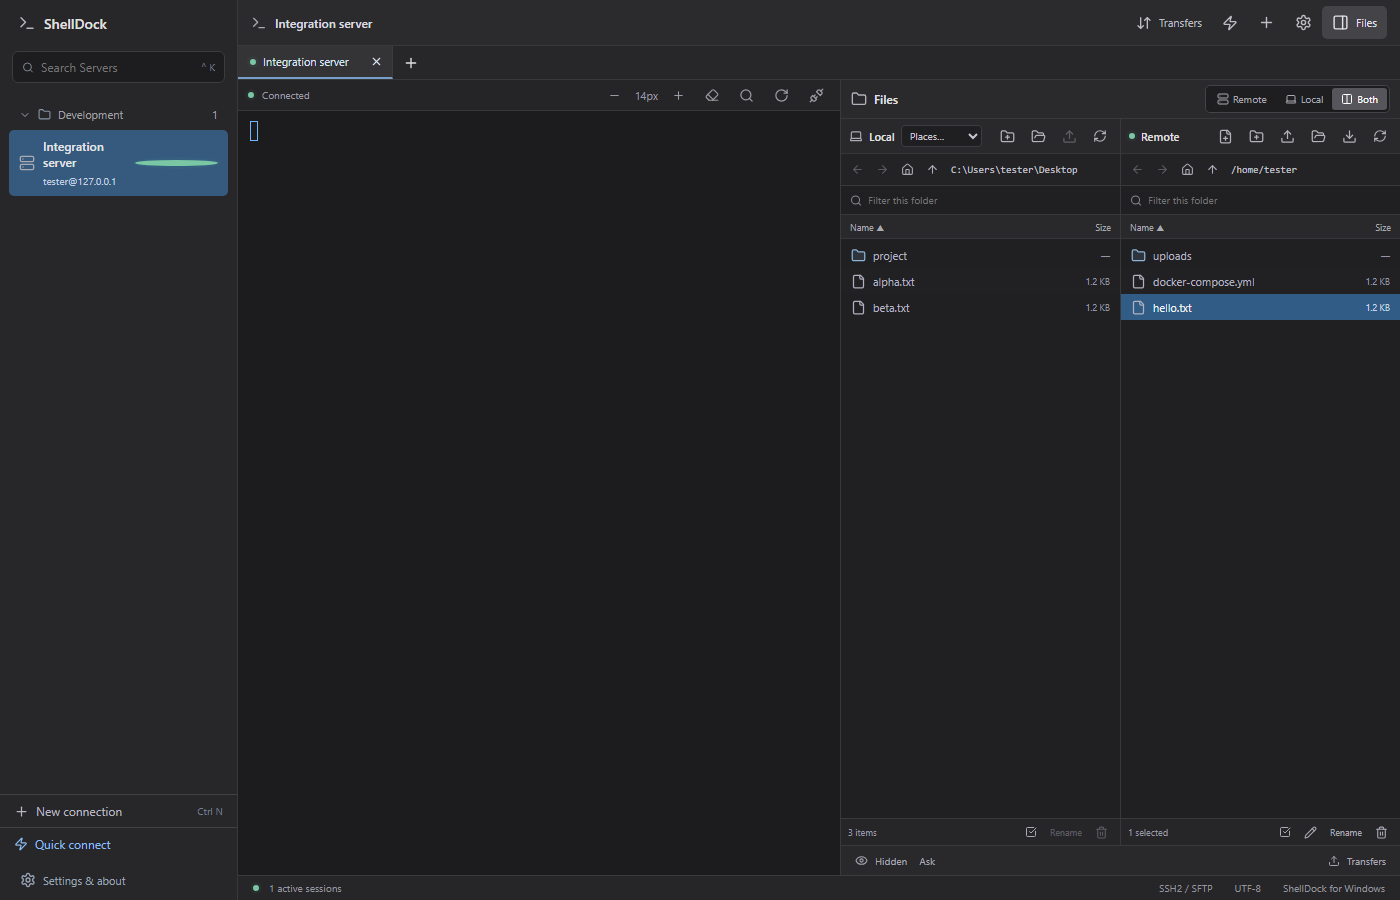 ShellDock
Integration server
Transfers
Files
Search Servers
^ K
Integration server
Development
1
Connected
14px
Files
Remote
Local
Both
Integration
server
tester@127.0.0.1
Local
Places...
Remote
C:\Users\tester\Desktop
/home/tester
Filter this folder
Filter this folder
Name ▲
Size
Name ▲
Size
project
—
uploads
—
alpha.txt
1.2 KB
docker-compose.yml
1.2 KB
beta.txt
1.2 KB
hello.txt
1.2 KB
New connection
Ctrl N
3 items
Rename
1 selected
Rename
Quick connect
Hidden
Ask
Transfers
Settings & about
1 active sessions
SSH2 / SFTP
UTF-8
ShellDock for Windows